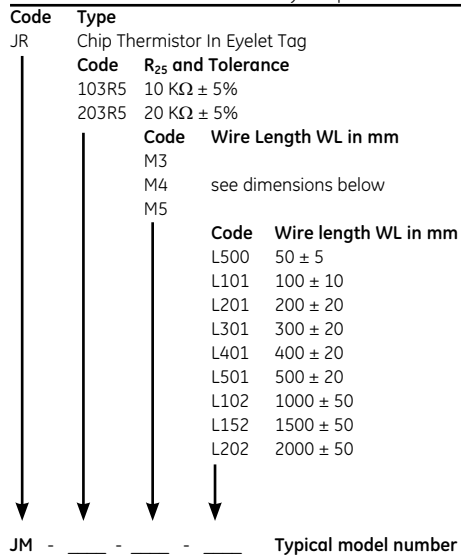 Code Type
JR Chip Thermistor In Eyelet Tag
Code R₂₅ and Tolerance
103R5 10 KΩ ± 5%
203R5 20 KΩ ± 5%
Code Wire Length WL in mm
M3
M4 see dimensions below
M5
Code Wire length WL in mm
L500 50 ± 5
L101 100 ± 10
L201 200 ± 20
L301 300 ± 20
L401 400 ± 20
L501 500 ± 20
L102 1000 ± 50
L152 1500 ± 50
L202 2000 ± 50
JM - ____ - ____ - ____ Typical model number